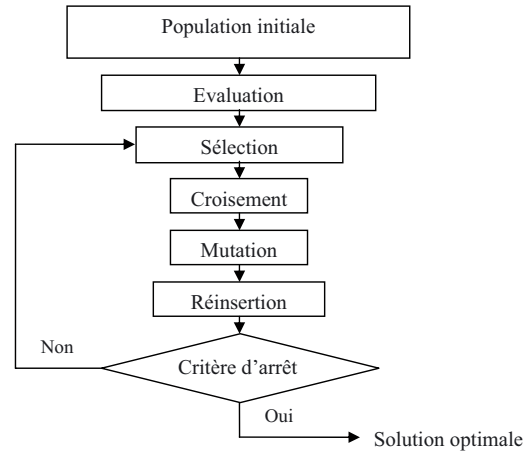 Population initiale
Evaluation
Sélection
Croisement
Mutation
Réinsertion
Non
Critère d'arrêt
Oui
Solution optimale